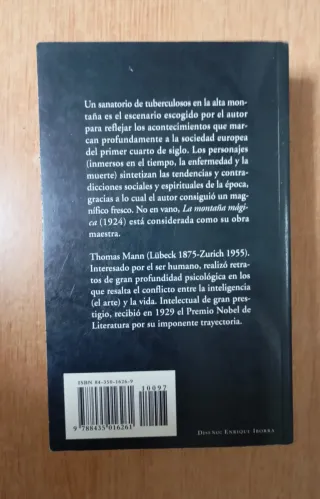 Un sanatorio de tuberculosos en la alta mon-
taña es el escenario escogido por el autor
para reflejar los acontecimientos que mar-
can profundamente a la sociedad europea
del primer cuarto de siglo. Los personajes
(inmersos en el tiempo, la enfermedad y la
muerte) sintetizan las tendencias y contra-
dicciones sociales y espirituales de la época,
gracias a lo cual el autor consiguió un mag-
nífico fresco. No en vano, La montaña mági-
ca (1924) está considerada como su obra
maestra.
Thomas Mann (Lübeck 1875-Zurich 1955).
Interesado por el ser humano, realizó retra-
tos de gran profundidad psicológica en los
que resalta el conflicto entre la inteligencia
(el arte) y la vida. Intelectual de gran pres-
tigio, recibió en 1929 el Premio Nobel de
Literatura por su imponente trayectoria.
ISBN 84-350-1626-9
10097
9 788435 016261
DISEÑO: ENRIQUE IBORRA